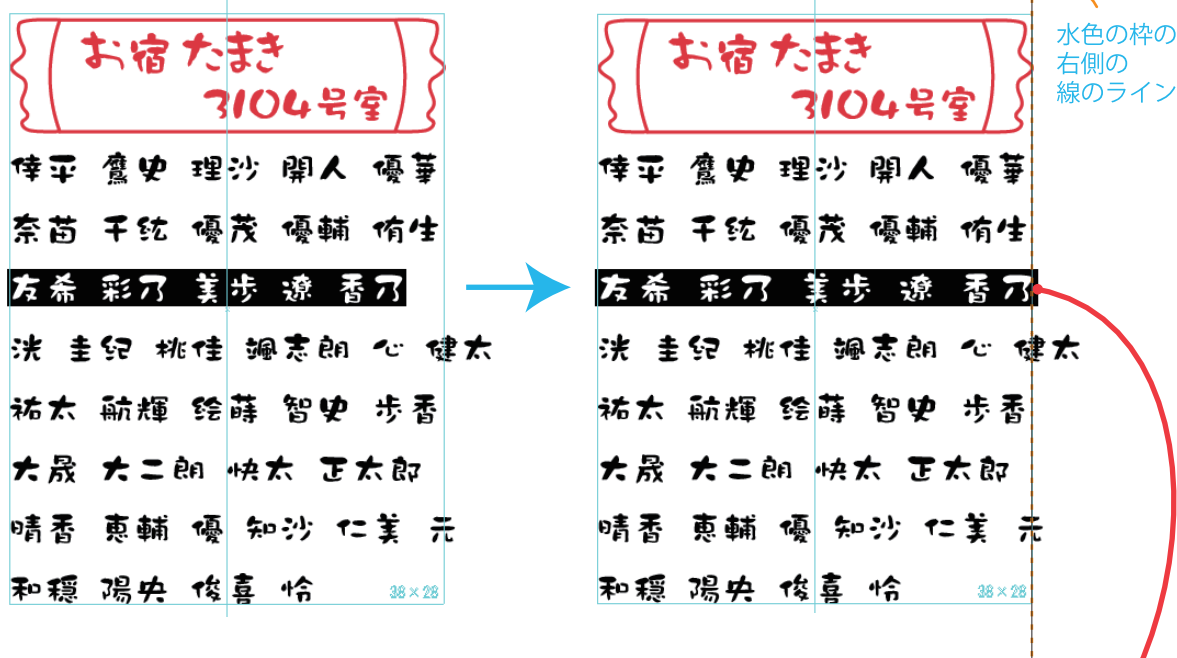 お宿 たまき
3104号室
倖平 鷹史 理沙 開人 優華
奈苗 千紘 優茂 優輔 侑生
友希 彩乃 美歩 遼 香乃
洸 圭紀 桃佳 颯志朗 心 健太
祐太 航輝 絵蒔 智史 歩香
大晟 大二朗 快太 正太郎
晴香 恵輔 優 知沙 仁美 元
和穏 陽央 俊喜 怜
38×28
お宿 たまき
3104号室
倖平 鷹史 理沙 開人 優華
奈苗 千紘 優茂 優輔 侑生
友希 彩乃 美歩 遼 香乃
洸 圭紀 桃佳 颯志朗 心 健太
祐太 航輝 絵蒔 智史 歩香
大晟 大二朗 快太 正太郎
晴香 恵輔 優 知沙 仁美 元
和穏 陽央 俊喜 怜
38×28
水色の枠の
右側の
線のライン